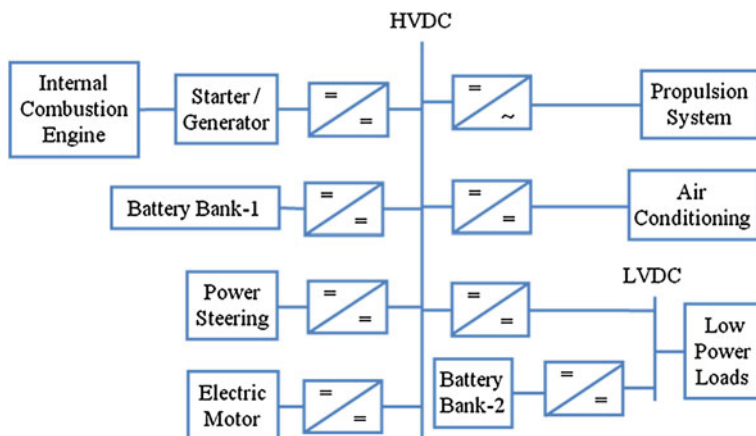 HVDC
Internal
Combustion
Engine
Starter /
Generator
=
=
=
~
Propulsion
System
Battery Bank-1
=
=
=
=
Air
Conditioning
Power
Steering
=
=
=
=
LVDC
Low
Power
Loads
Electric
Motor
=
=
Battery
Bank-2
=
=